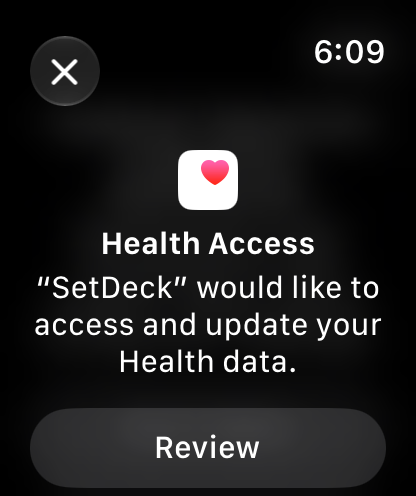 6:09
Health Access
“SetDeck” would like to
access and update your
Health data.
Review